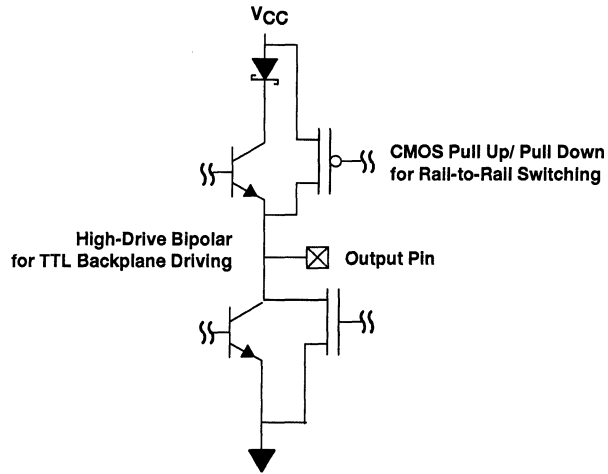 VCC
CMOS Pull Up/ Pull Down
for Rail-to-Rail Switching
High-Drive Bipolar
for TTL Backplane Driving
Output Pin